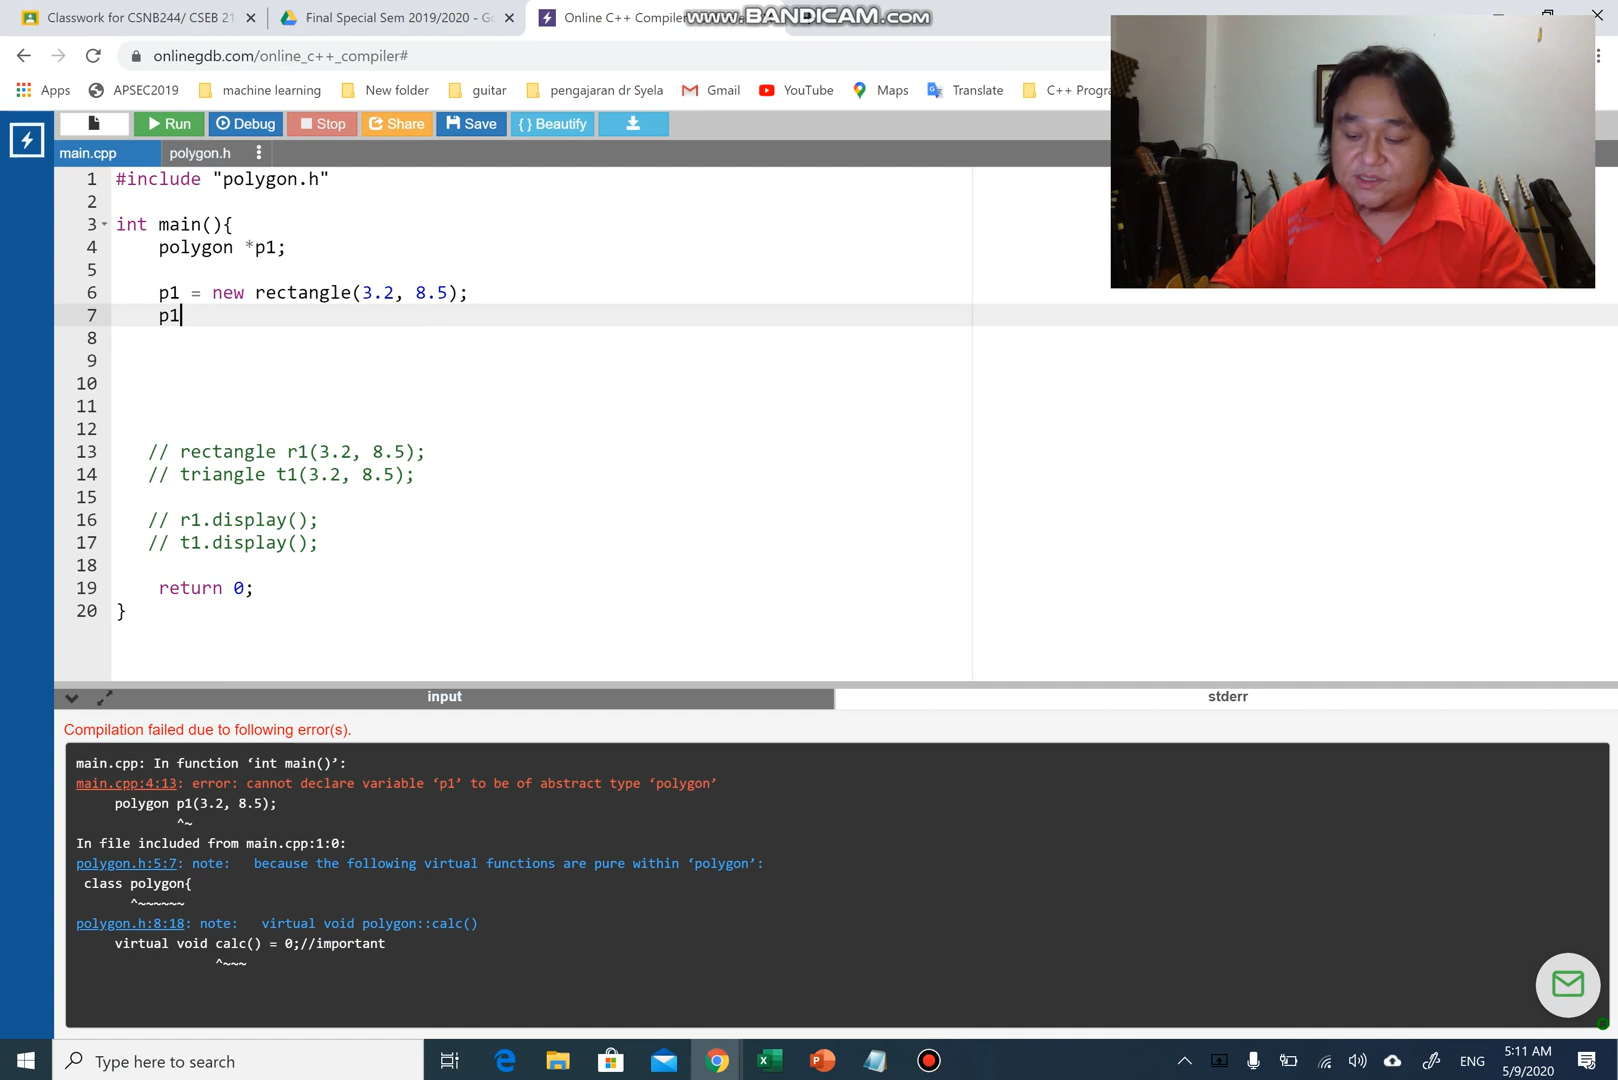 Classwork for CSNB244/ CSEB 21
Final Special Sem 2019/2020 - Go
Online C++ Compiler
www.BANDICAM.com
onlinegdb.com/online_c++_compiler#
Apps
APSEC2019
machine learning
New folder
guitar
pengajaran dr Syela
Gmail
YouTube
Maps
Translate
C++ Progra
Run
Debug
Stop
Share
Save
{ } Beautify
main.cpp
polygon.h
1 #include "polygon.h"
2
3 int main(){
4 polygon *p1;
5
6 p1 = new rectangle(3.2, 8.5);
7 p1
8
9
10
11
12
13 // rectangle r1(3.2, 8.5);
14 // triangle t1(3.2, 8.5);
15
16 // r1.display();
17 // t1.display();
18
19 return 0;
20 }
input
stderr
Compilation failed due to following error(s).
main.cpp: In function ‘int main()’:
main.cpp:4:13: error: cannot declare variable ‘p1’ to be of abstract type ‘polygon’
polygon p1(3.2, 8.5);
^~
In file included from main.cpp:1:0:
polygon.h:5:7: note:   because the following virtual functions are pure within ‘polygon’:
class polygon{
^~~~~~~
polygon.h:8:18: note:   virtual void polygon::calc()
virtual void calc() = 0;//important
^~~~
Type here to search
ENG
5:11 AM
5/9/2020